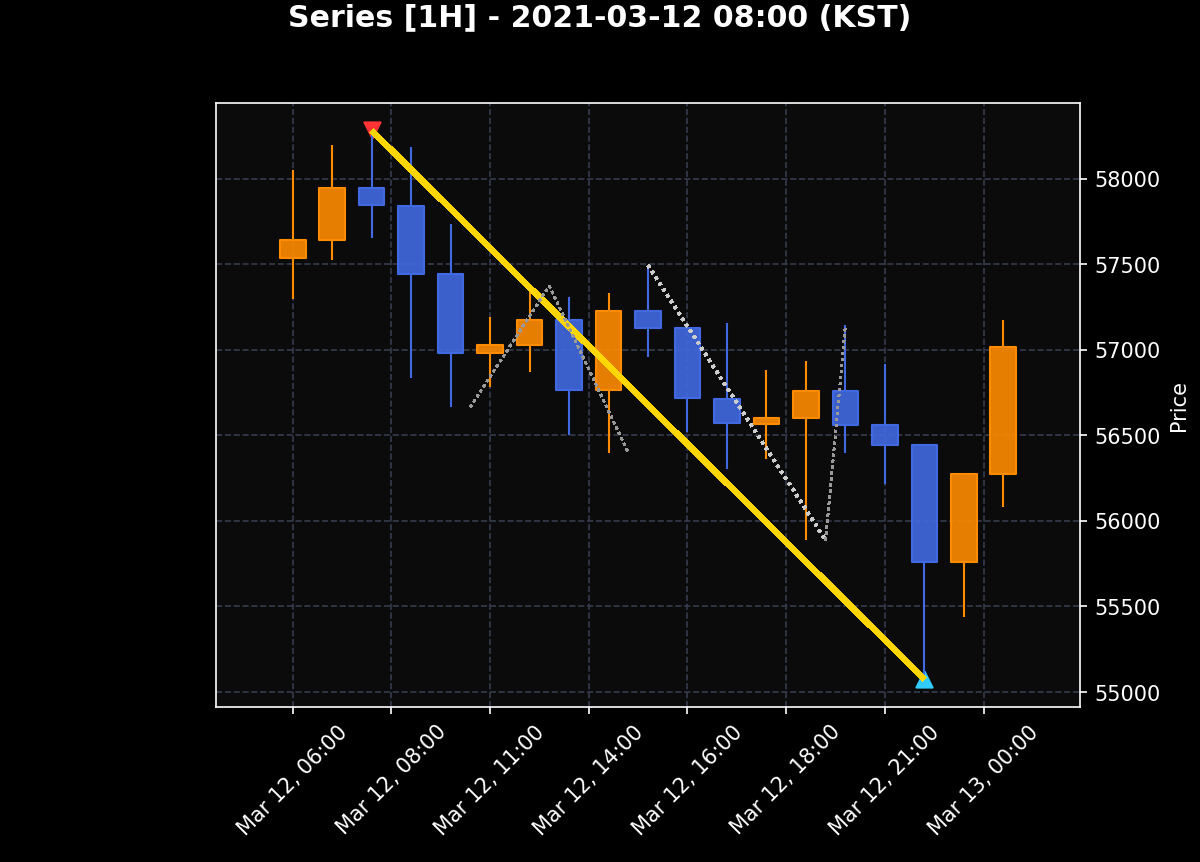 Series [1H] - 2021-03-12 08:00 (KST)
58000
57500
57000
56500
56000
55500
55000
Price
Mar 12, 06:00
Mar 12, 08:00
Mar 12, 11:00
Mar 12, 14:00
Mar 12, 16:00
Mar 12, 18:00
Mar 12, 21:00
Mar 13, 00:00